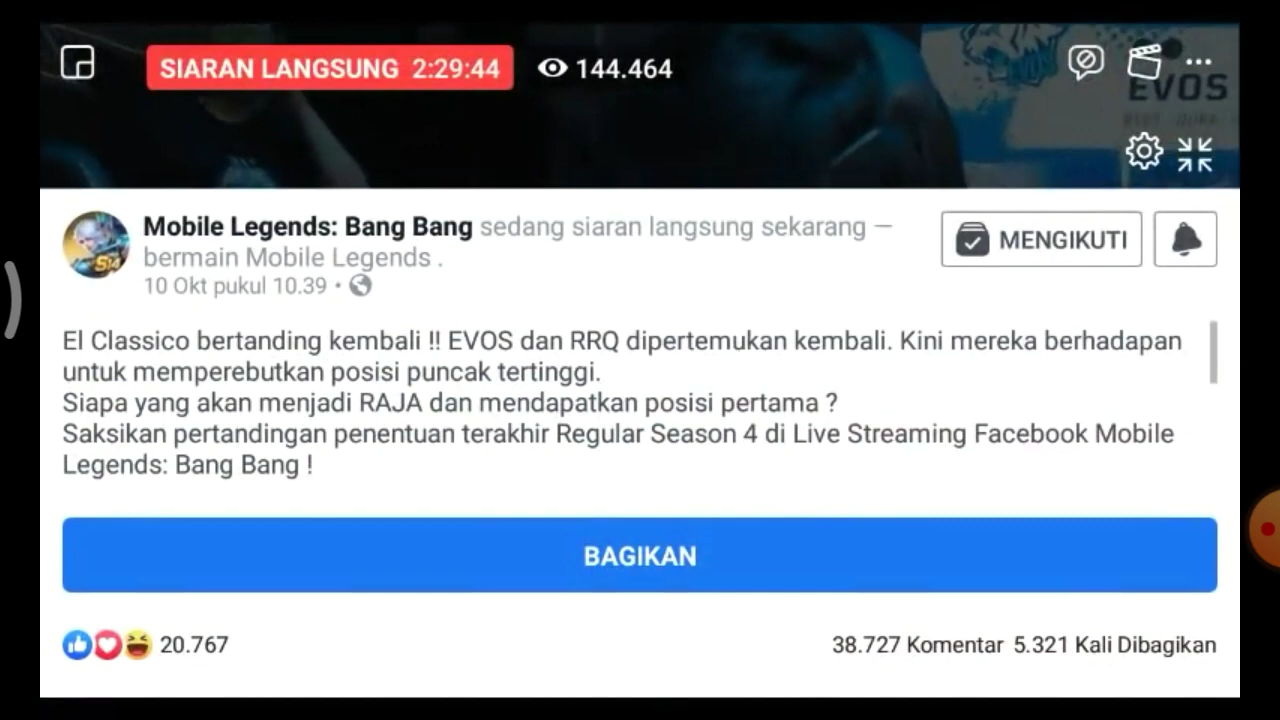 SIARAN LANGSUNG 2:29:44 144.464
EVOS
Mobile Legends: Bang Bang sedang siaran langsung sekarang —
bermain Mobile Legends .
10 Okt pukul 10.39 •
MENGIKUTI
El Classico bertanding kembali !! EVOS dan RRQ dipertemukan kembali. Kini mereka berhadapan
untuk memperebutkan posisi puncak tertinggi.
Siapa yang akan menjadi RAJA dan mendapatkan posisi pertama ?
Saksikan pertandingan penentuan terakhir Regular Season 4 di Live Streaming Facebook Mobile
Legends: Bang Bang !
BAGIKAN
20.767
38.727 Komentar 5.321 Kali Dibagikan